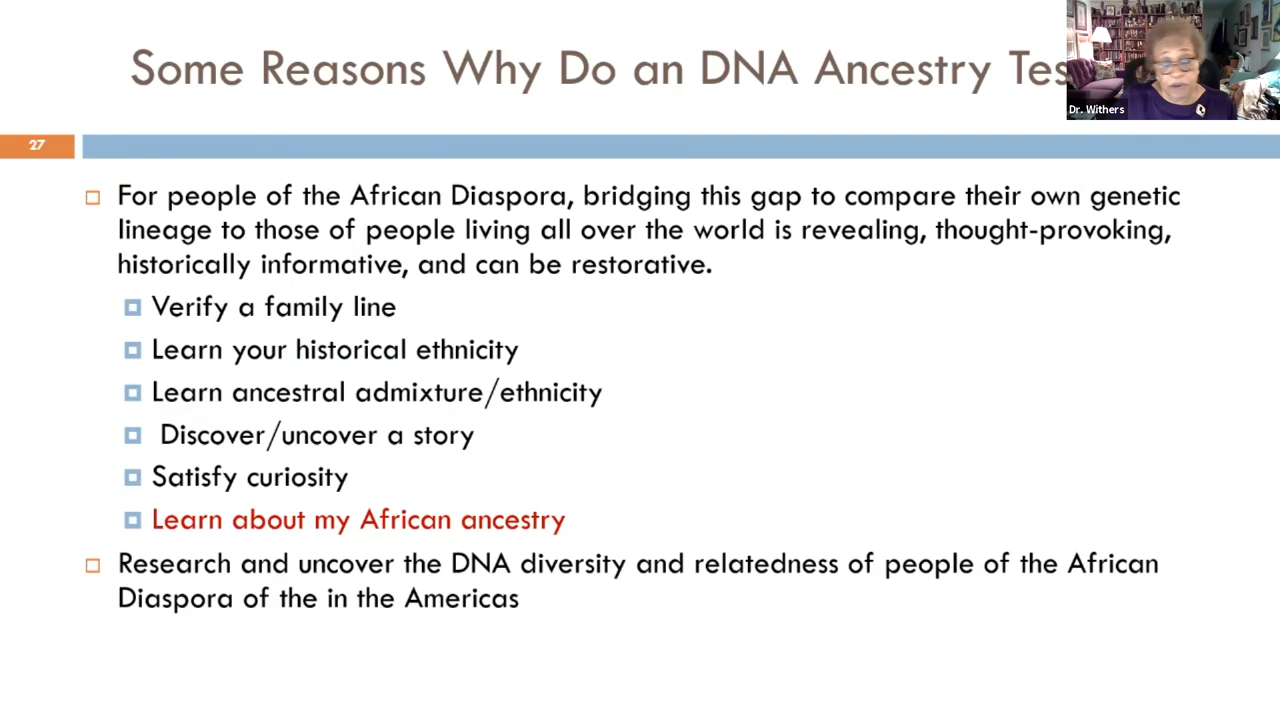 Some Reasons Why Do an DNA Ancestry Tes
Dr. Withers
27
For people of the African Diaspora, bridging this gap to compare their own genetic
lineage to those of people living all over the world is revealing, thought-provoking,
historically informative, and can be restorative.
Verify a family line
Learn your historical ethnicity
Learn ancestral admixture/ethnicity
Discover/uncover a story
Satisfy curiosity
Learn about my African ancestry
Research and uncover the DNA diversity and relatedness of people of the African
Diaspora of the in the Americas